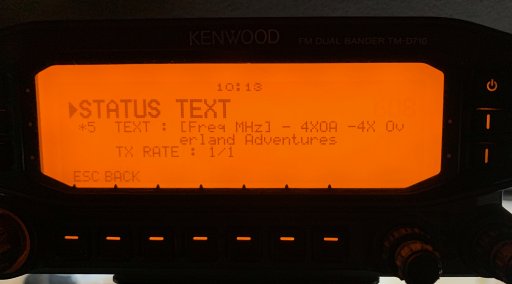 KENWOOD FM DUAL BANDER TM-D710
10:13
▶STATUS TEXT
*5 TEXT : [Freq MHz] - 4X0A -4X Ov
erland Adventures
TX RATE : 1/1
ESC BACK